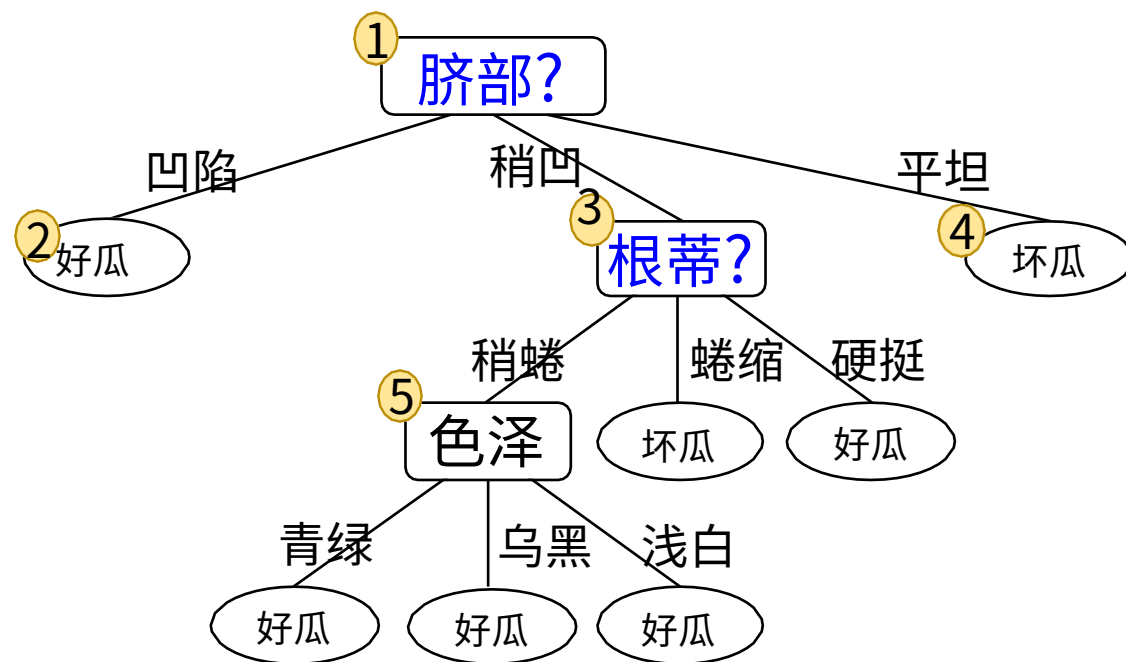 1
脐部?
凹陷
稍凹
平坦
2
好瓜
3
根蒂?
4
坏瓜
稍蜷
蜷缩
硬挺
5
色泽
坏瓜
好瓜
青绿
乌黑
浅白
好瓜
好瓜
好瓜